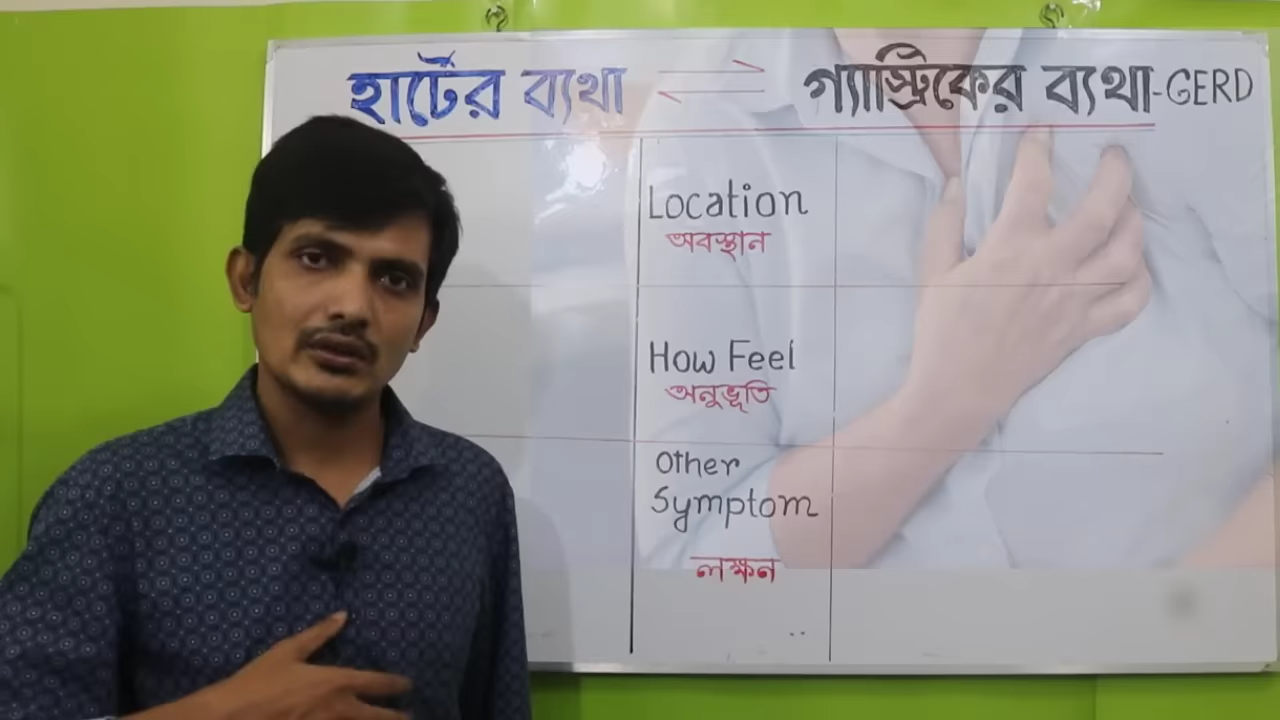 হার্টের ব্যথা ⇌ গ্যাস্ট্রিকের ব্যথা-GERD
Location
অবস্থান
How Feel
অনুভূতি
Other
Symptom
লক্ষন